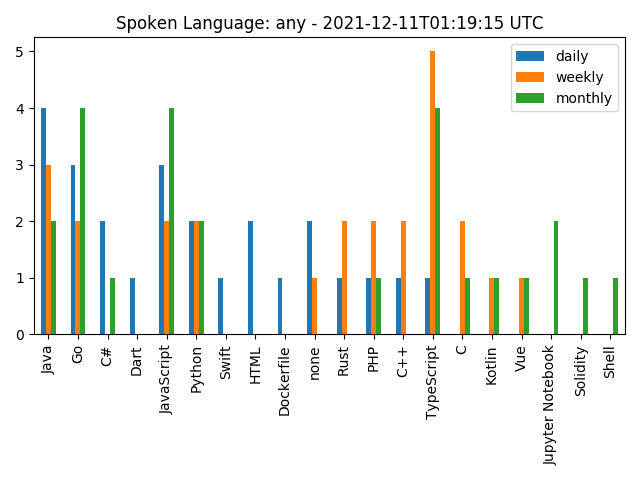 Spoken Language: any - 2021-12-11T01:19:15 UTC
daily
weekly
monthly
5
4
3
2
1
0
Java
Go
C#
Dart
JavaScript
Python
Swift
HTML
Dockerfile
none
Rust
PHP
C++
TypeScript
C
Kotlin
Vue
Jupyter Notebook
Solidity
Shell